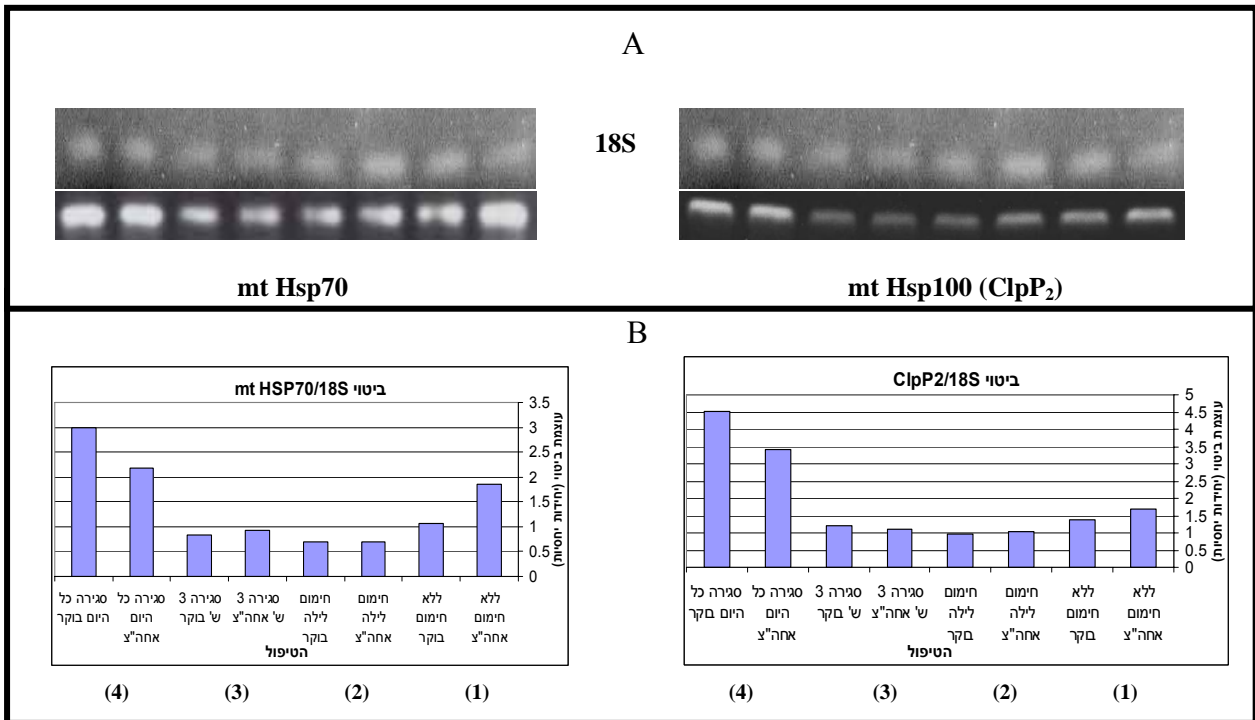 A
18S
mt Hsp70
mt Hsp100 (ClpP₂)
B
ביטוי mt HSP70/18S
עוצמת ביטוי (יחידות יחסיות)
3.5
3
2.5
2
1.5
1
0.5
0
ללא חימום אחה"צ
ללא חימום בוקר
חימום לילה אחה"צ
חימום לילה בוקר
סגירה 3 ש' אחה"צ
סגירה 3 ש' בוקר
סגירה כל היום אחה"צ
סגירה כל היום בוקר
הטיפול
(4) (3) (2) (1)
ביטוי ClpP2/18S
עוצמת ביטוי (יחידות יחסיות)
5
4.5
4
3.5
3
2.5
2
1.5
1
0.5
ללא חימום אחה"צ
ללא חימום בוקר
חימום לילה אחה"צ
חימום לילה בוקר
סגירה 3 ש' אחה"צ
סגירה 3 ש' בוקר
סגירה כל היום אחה"צ
סגירה כל היום בוקר
הטיפול
(4) (3) (2) (1)